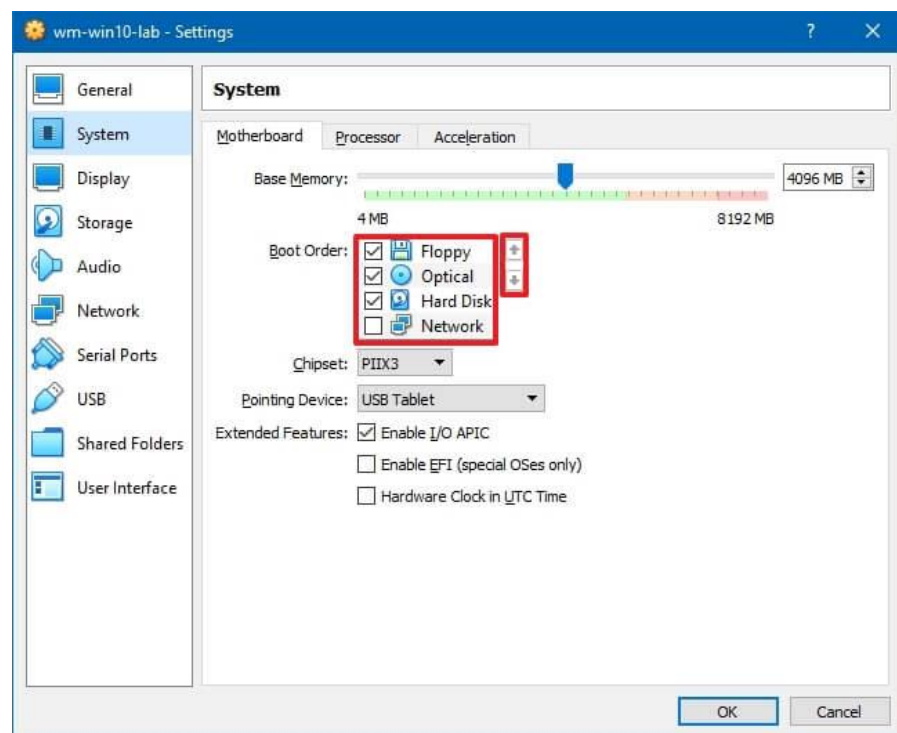 wm-win10-lab - Settings
?
General
System
Display
Storage
Audio
Network
Serial Ports
USB
Shared Folders
User Interface
System
Motherboard Processor Acceleration
Base Memory: 4096 MB
4 MB 8192 MB
Boot Order: Floppy
Optical
Hard Disk
Network
Chipset: PIIX3
Pointing Device: USB Tablet
Extended Features: Enable I/O APIC
Enable EFI (special OSes only)
Hardware Clock in UTC Time
OK Cancel